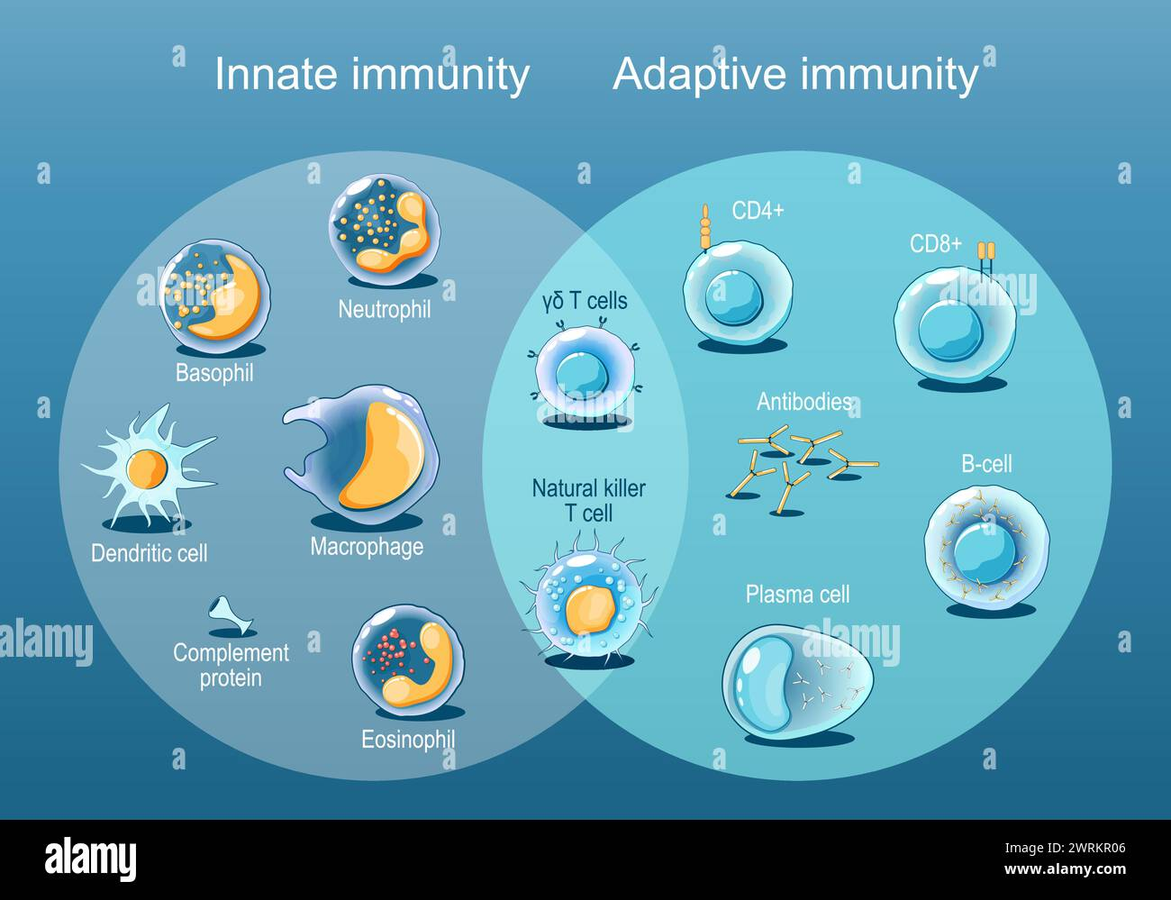 Innate immunity
Adaptive immunity
Neutrophil
Basophil
Dendritic cell
Macrophage
Complement
protein
Eosinophil
γδ T cells
Natural killer
T cell
CD4+
CD8+
Antibodies
B-cell
Plasma cell
a
alamy
alamy
Image ID: 2WRKR06
www.alamy.com